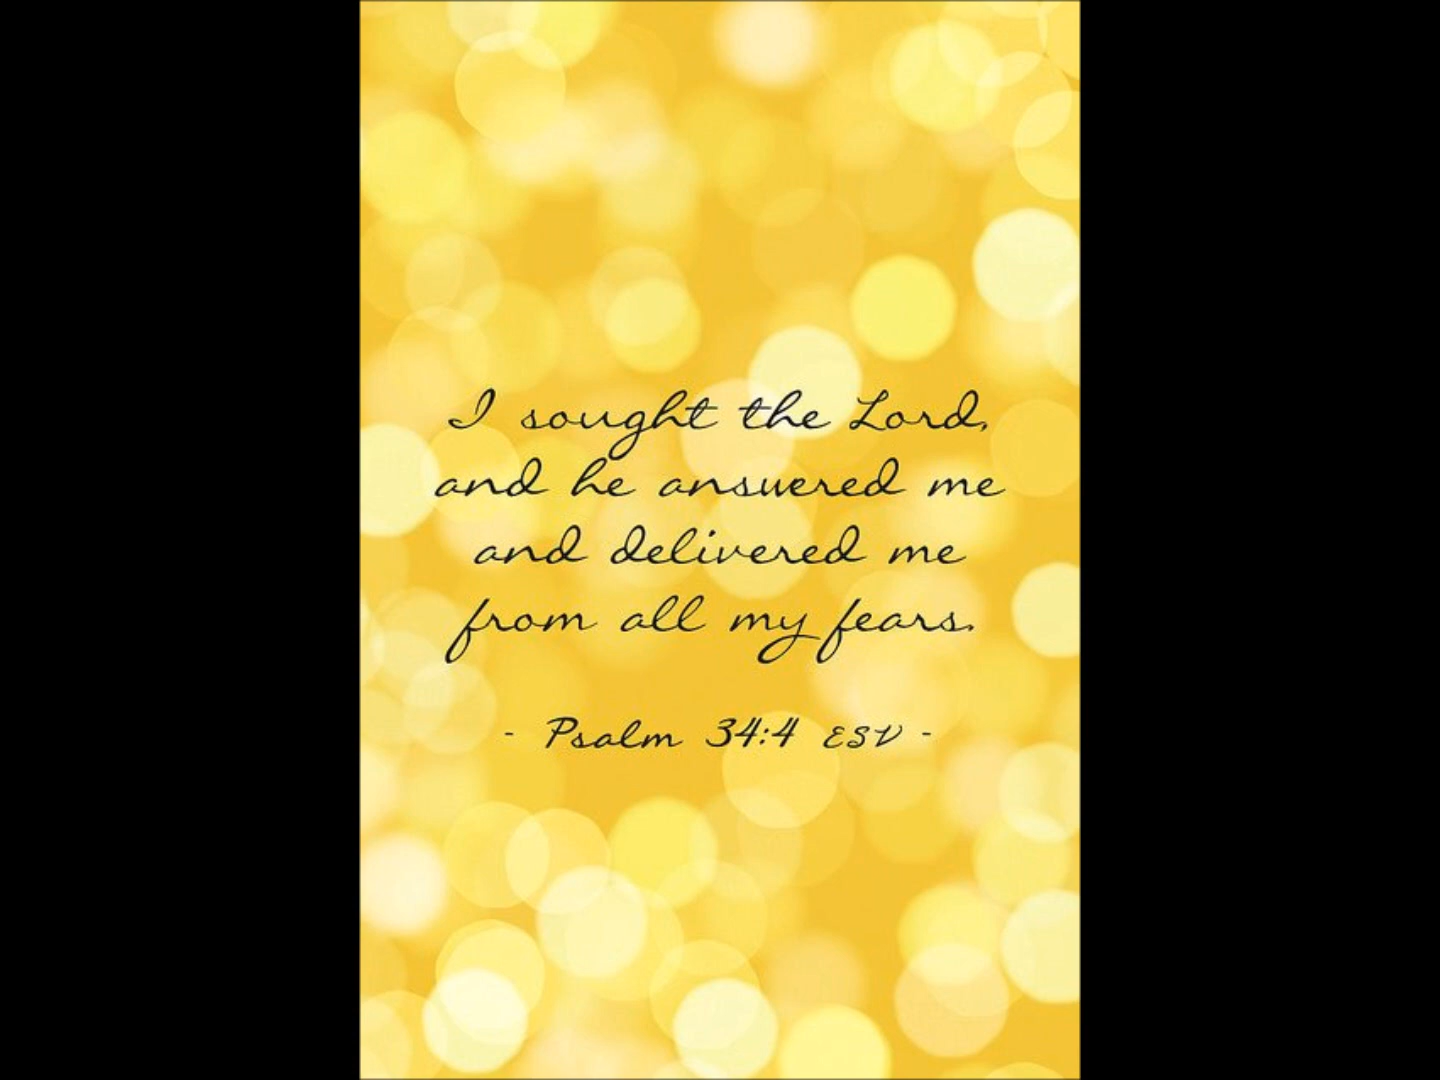 I sought the Lord,
and he answered me
and delivered me
from all my fears.
- Psalm 34:4 ESV -